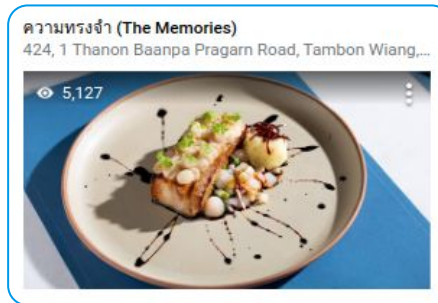 ความทรงจำ (The Memories)
424, 1 Thanon Baanpa Pragarn Road, Tambon Wiang,...
5,127